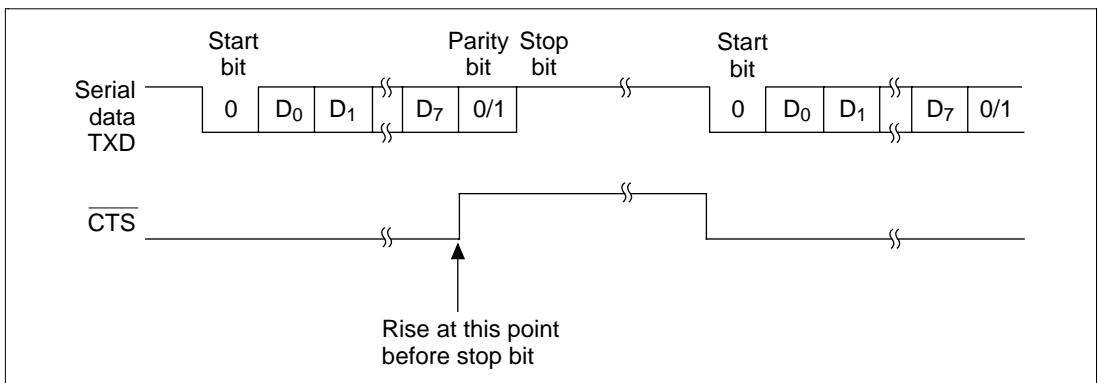 Start bit
Parity bit
Stop bit
Start bit
Serial data TXD
0 D0 D1 D7 0/1 0 D0 D1 D7 0/1
CTS
Rise at this point
before stop bit